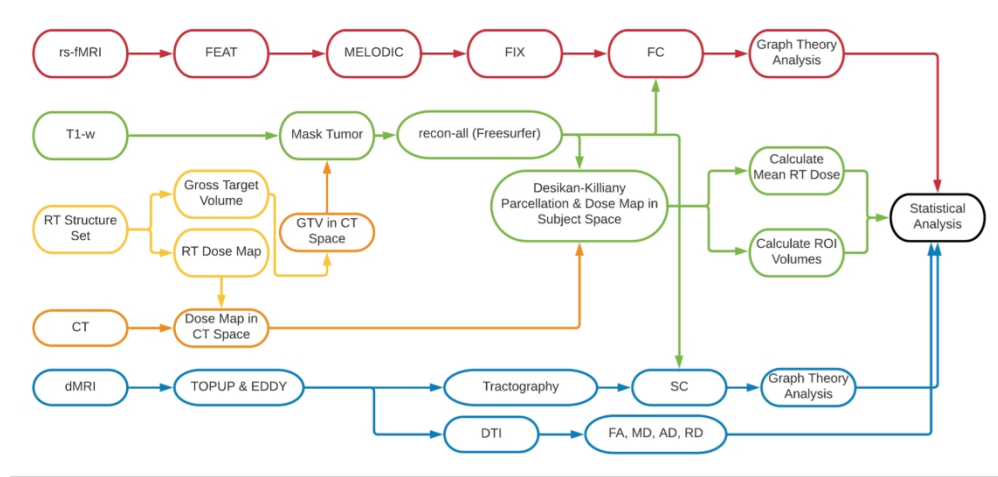 rs-fMRI
FEAT
MELODIC
FIX
FC
Graph Theory
Analysis
T1-w
Mask Tumor
recon-all (Freesurfer)
RT Structure
Set
Gross Target
Volume
RT Dose Map
GTV in CT
Space
Desikan-Killiany
Parcellation & Dose Map in
Subject Space
Calculate
Mean RT Dose
Calculate ROI
Volumes
Statistical
Analysis
CT
Dose Map in
CT Space
dMRI
TOPUP & EDDY
Tractography
SC
Graph Theory
Analysis
DTI
FA, MD, AD, RD